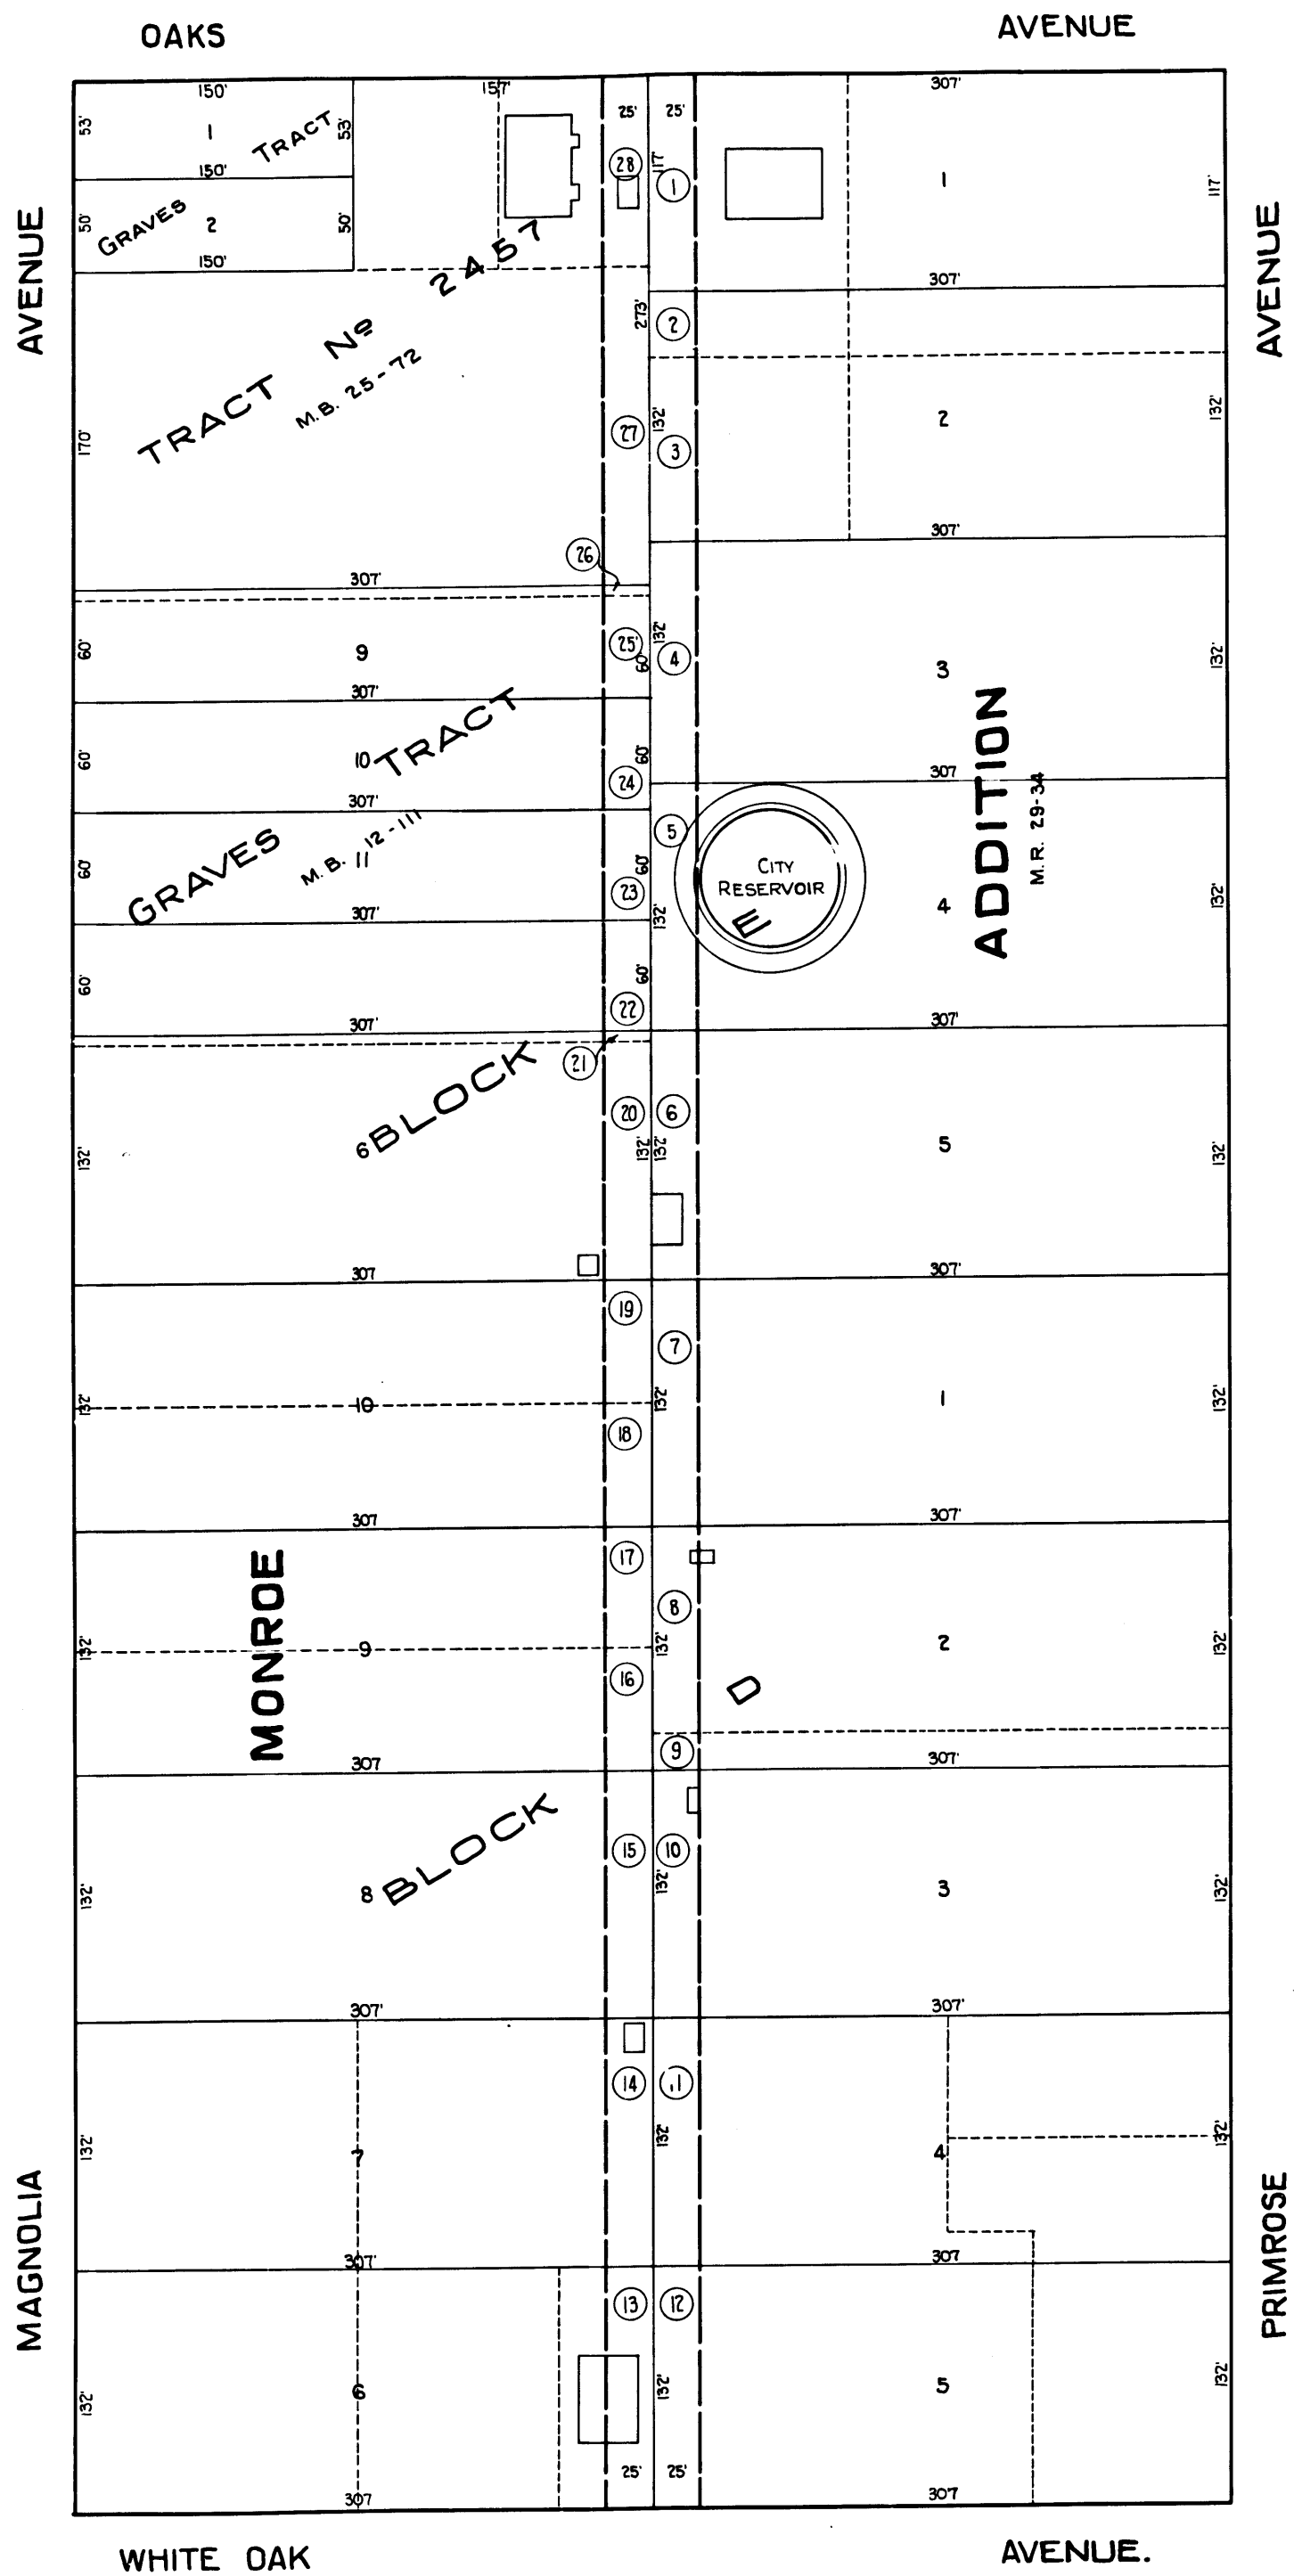 OAKS AVENUE
AVENUE
AVENUE
150' 157' 25' 25' 307'
53' 1 TRACT 53'
28 117' 1 1 117'
150'
50' GRAVES 2 50'
150' 307'
TRACT Nº 2457
M.B. 25-72
273' 2
170' 27 132' 3 2 132'
2
307'
26
307'
60' 9 25' 60' 132' 4 3 132'
307'
60' 10 60' 24
307' 307
GRAVES TRACT
M.B. 12-111
5
CITY
RESERVOIR
60' 11 60' 23
307' 132' E 4 132'
ADDITION
M.R. 29-34
60' 60' 22
307' 307'
21
20 6
6 BLOCK
132' 132' 132' 5 132'
307 307'
19 7
132' 10 132' 1 132'
18
307 307'
MONROE
17 8
132' 9 132' 2 132'
16 D
9
307 307'
BLOCK
15 10
132' 8 132' 3 132'
307' 307'
14 11
132' 7 132' 4 132'
307' 307
13 12
132' 6 132' 5 132'
25' 25'
307 307
MAGNOLIA
PRIMROSE
WHITE OAK AVENUE.